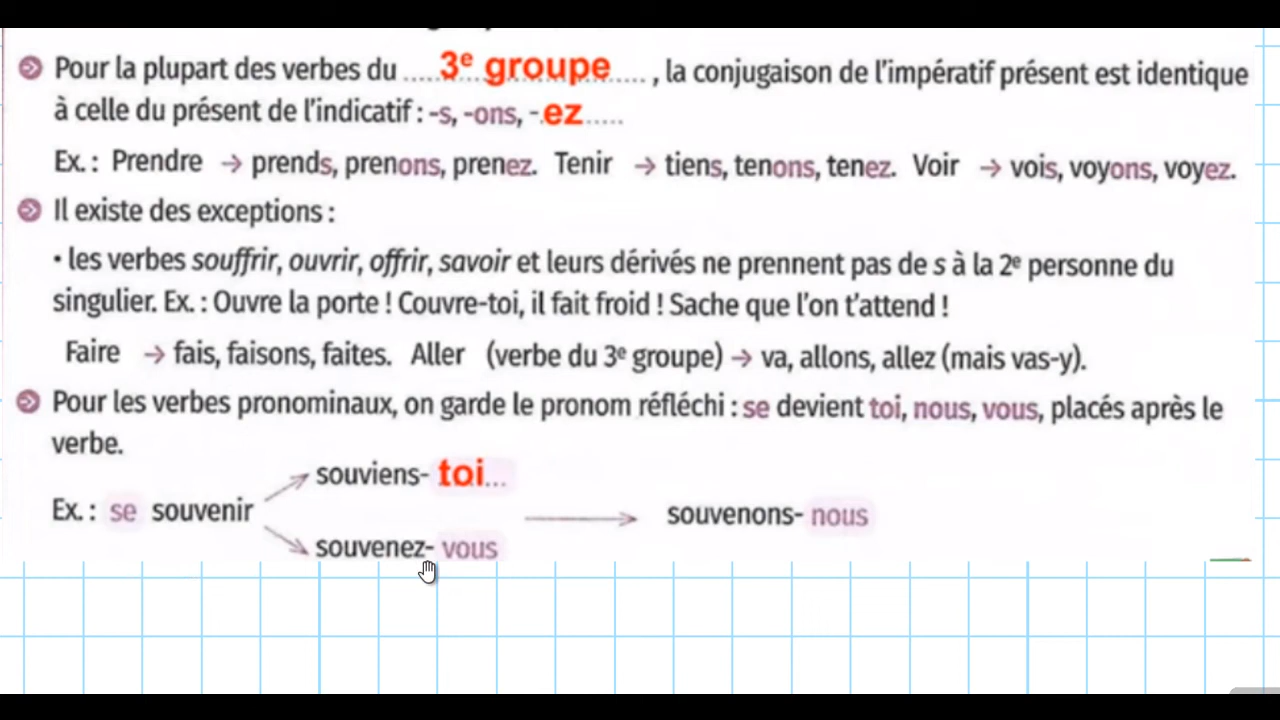 Pour la plupart des verbes du .....3e groupe....., la conjugaison de l'impératif présent est identique
à celle du présent de l'indicatif : -s, -ons, -.ez.....
Ex. : Prendre → prends, prenons, prenez. Tenir → tiens, tenons, tenez. Voir → vois, voyons, voyez.
Il existe des exceptions :
• les verbes souffrir, ouvrir, offrir, savoir et leurs dérivés ne prennent pas de s à la 2e personne du
singulier. Ex. : Ouvre la porte ! Couvre-toi, il fait froid ! Sache que l'on t'attend !
Faire → fais, faisons, faites. Aller (verbe du 3e groupe) → va, allons, allez (mais vas-y).
Pour les verbes pronominaux, on garde le pronom réfléchi : se devient toi, nous, vous, placés après le
verbe.
souviens- toi...
Ex. : se souvenir → souvenons- nous
souvenez- vous